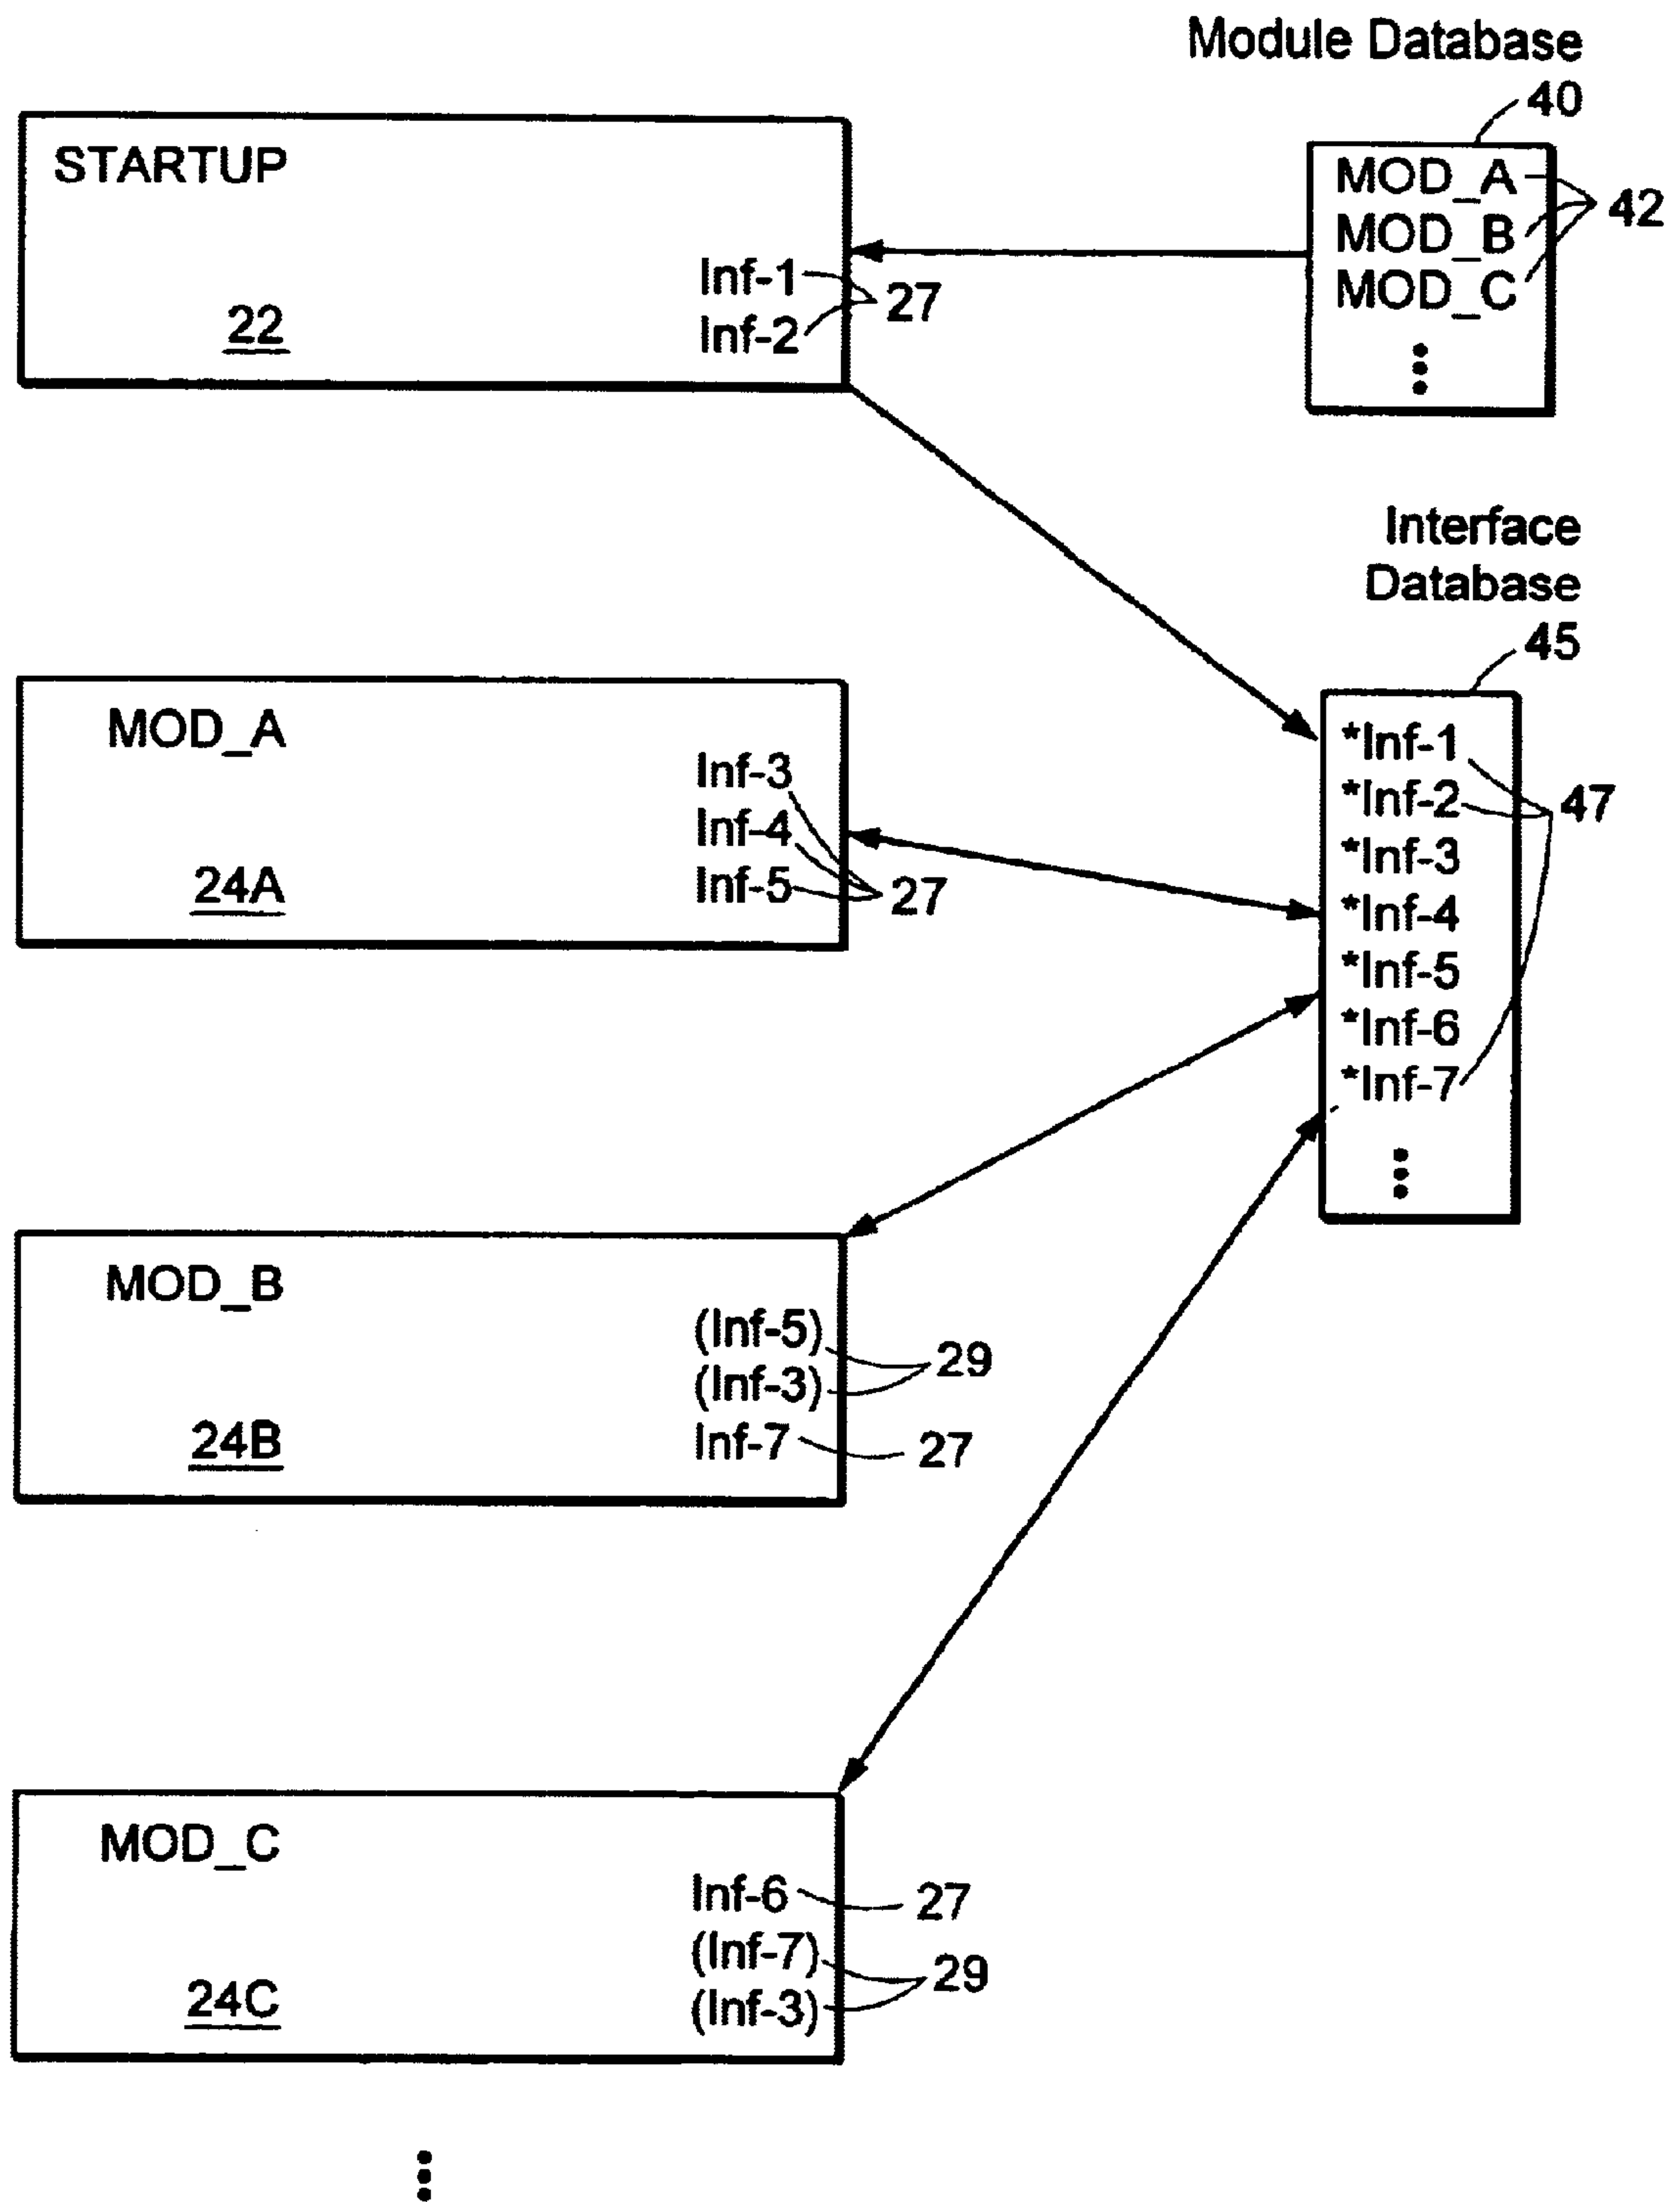 Module Database
40
STARTUP
Inf-1
Inf-2
27
22
MOD_A
MOD_B
MOD_C
42
Interface
Database
45
*Inf-1
*Inf-2
*Inf-3
*Inf-4
*Inf-5
*Inf-6
*Inf-7
47
MOD_A
Inf-3
Inf-4
Inf-5
27
24A
MOD_B
(Inf-5)
(Inf-3)
29
Inf-7
27
24B
MOD_C
Inf-6
27
(Inf-7)
(Inf-3)
29
24C